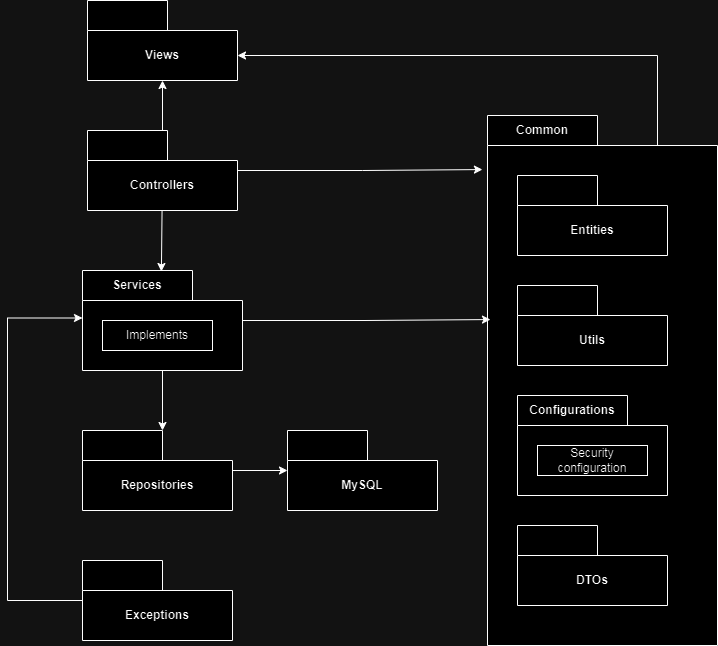 Views
Common
Controllers
Entities
Services
Implements
Utils
Configurations
Security
configuration
Repositories
MySQL
DTOs
Exceptions